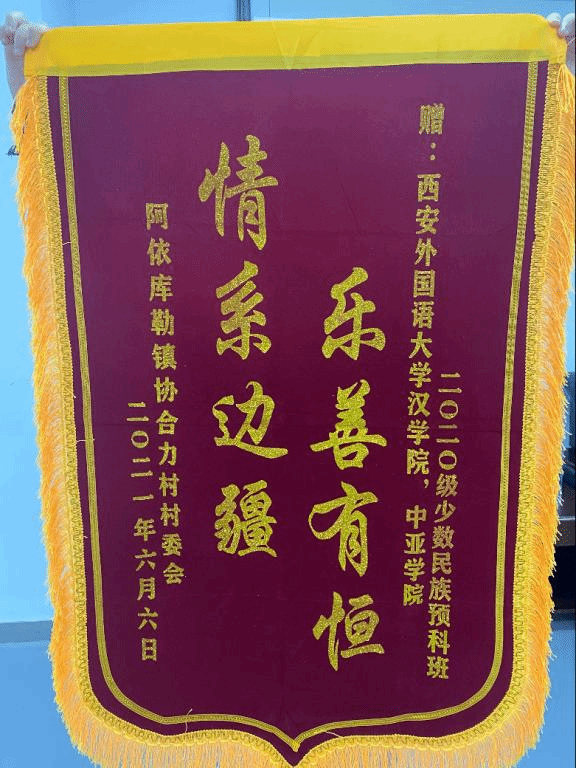 赠：西安外国语大学汉学院，中亚学院
二〇二〇级少数民族预科班
乐善有恒
情系边疆
阿依库勒镇协合力村村委会
二〇二一年六月六日